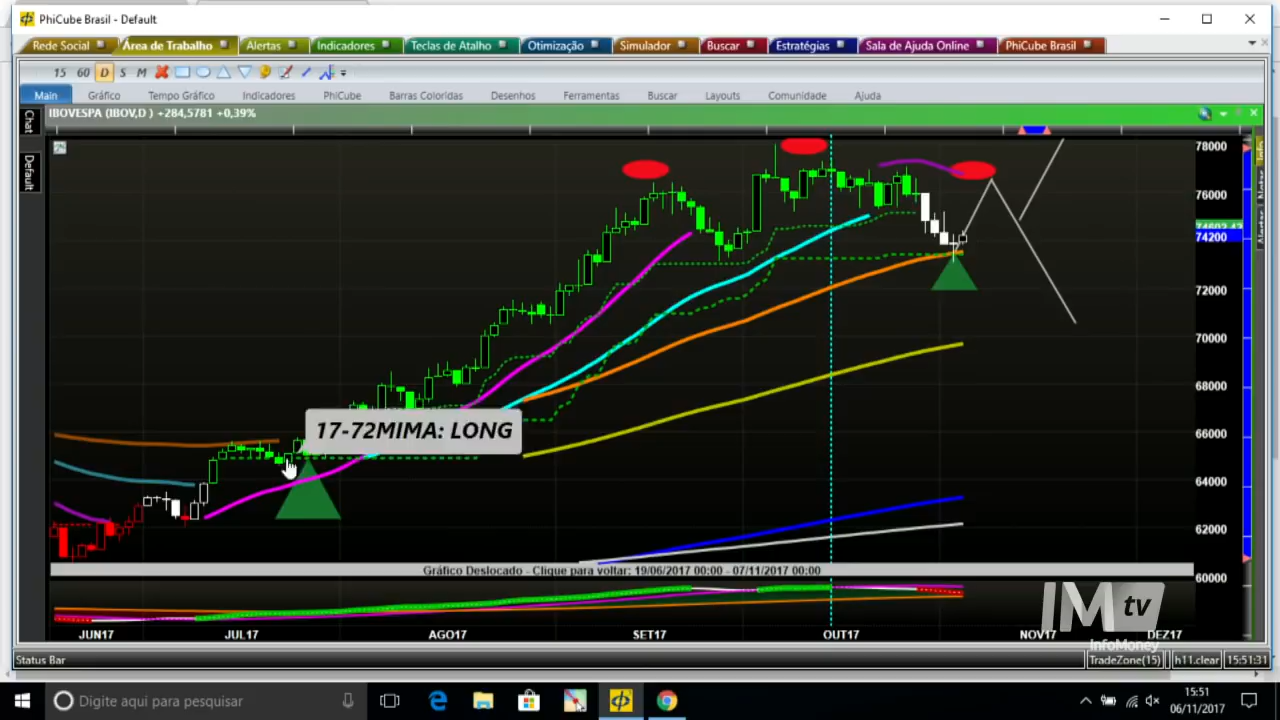 PhiCube Brasil - Default
Rede Social Área de Trabalho Alertas Indicadores Teclas de Atalho Otimização Simulador Buscar Estratégias Sala de Ajuda Online PhiCube Brasil
15 60 D S M
Main Gráfico Tempo Gráfico Indicadores PhiCube Barras Coloridas Desenhos Ferramentas Buscar Layouts Comunidade Ajuda
IBOVESPA (IBOV,D ) +284,5781 +0,39%
Chat
Default
78000
76000
74200
72000
70000
68000
66000
64000
62000
60000
17-72MIMA: LONG
Gráfico Deslocado - Clique para voltar: 19/06/2017 00:00 - 07/11/2017 00:00
IM tv
InfoMoney
JUN17 JUL17 AGO17 SET17 OUT17 NOV17 DEZ17
Status Bar TradeZone(15) h11.clear 15:51:31
Digite aqui para pesquisar
15:51
06/11/2017